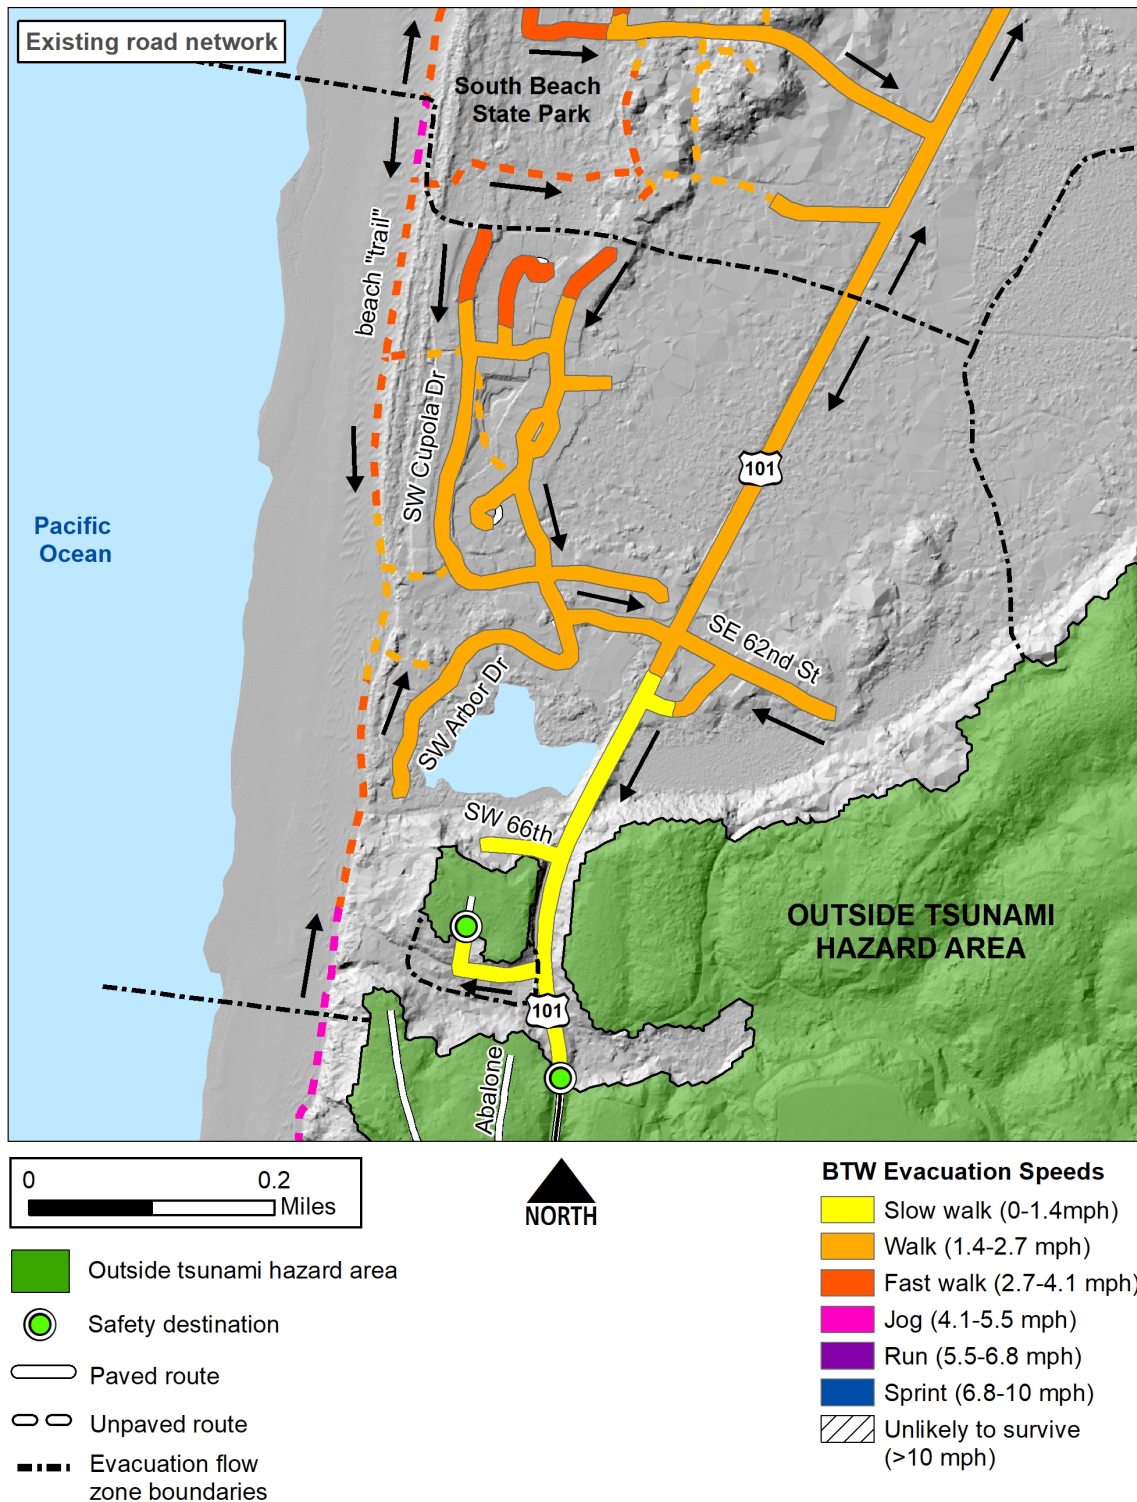 Existing road network
South Beach
State Park
beach "trail"
SW Cupola Dr
101
Pacific
Ocean
SE 62nd St
SW Arbor Dr
SW 66th
OUTSIDE TSUNAMI
HAZARD AREA
101
Abalone
0 0.2
Miles
NORTH
Outside tsunami hazard area
Safety destination
Paved route
Unpaved route
Evacuation flow
zone boundaries
BTW Evacuation Speeds
Slow walk (0-1.4mph)
Walk (1.4-2.7 mph)
Fast walk (2.7-4.1 mph)
Jog (4.1-5.5 mph)
Run (5.5-6.8 mph)
Sprint (6.8-10 mph)
Unlikely to survive
(>10 mph)